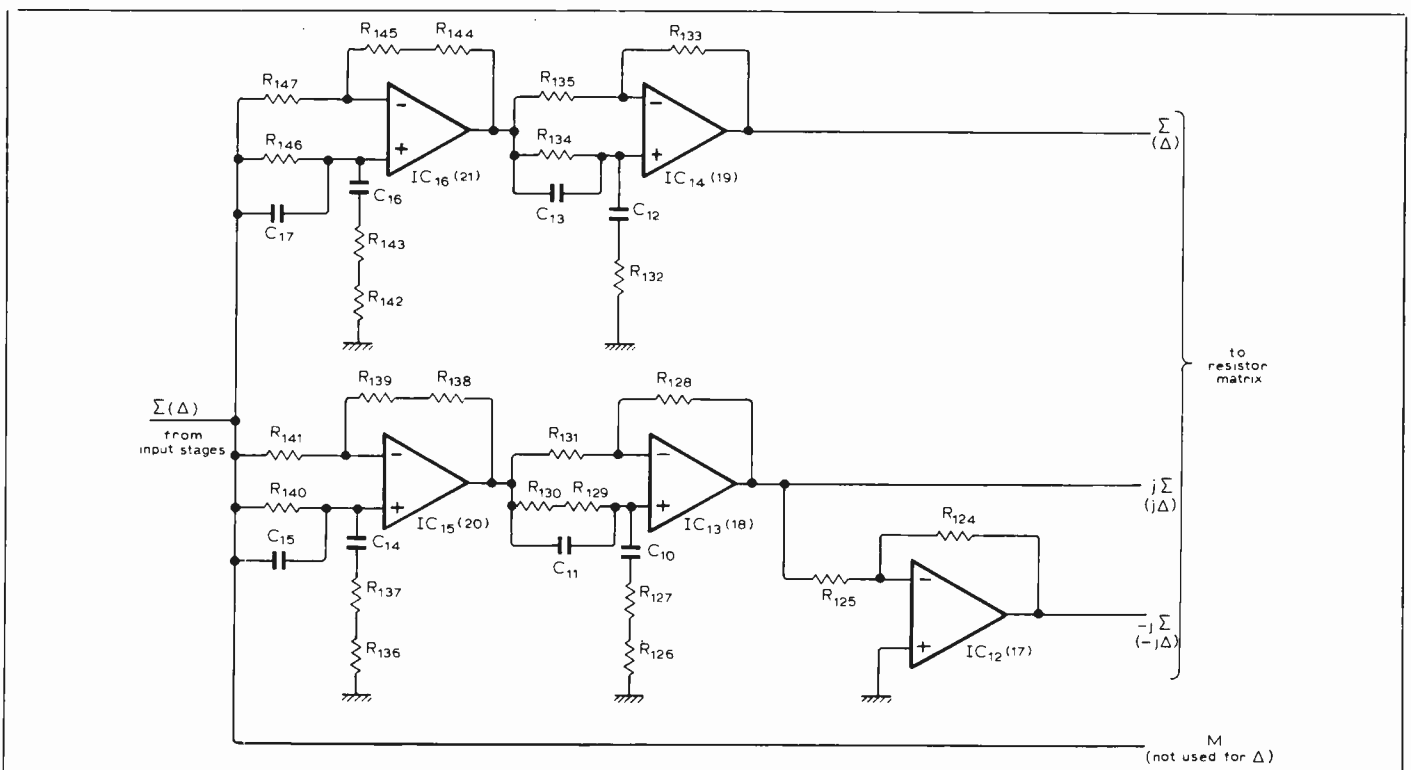 R145 R144
R133
R147
R135
R146
R134
IC16(21)
IC14(19)
Σ
(Δ)
C17
C16
C13
C12
R143
R132
R142
to
resistor
matrix
R139 R138
R128
Σ(Δ)
from
input stages
R141
R131
R140
R130 R129
jΣ
(jΔ)
IC15(20)
IC13(18)
R124
C15
C14
C11
C10
R125
R137
R127
-jΣ
(-jΔ)
R136
R126
IC12(17)
M
(not used for Δ)